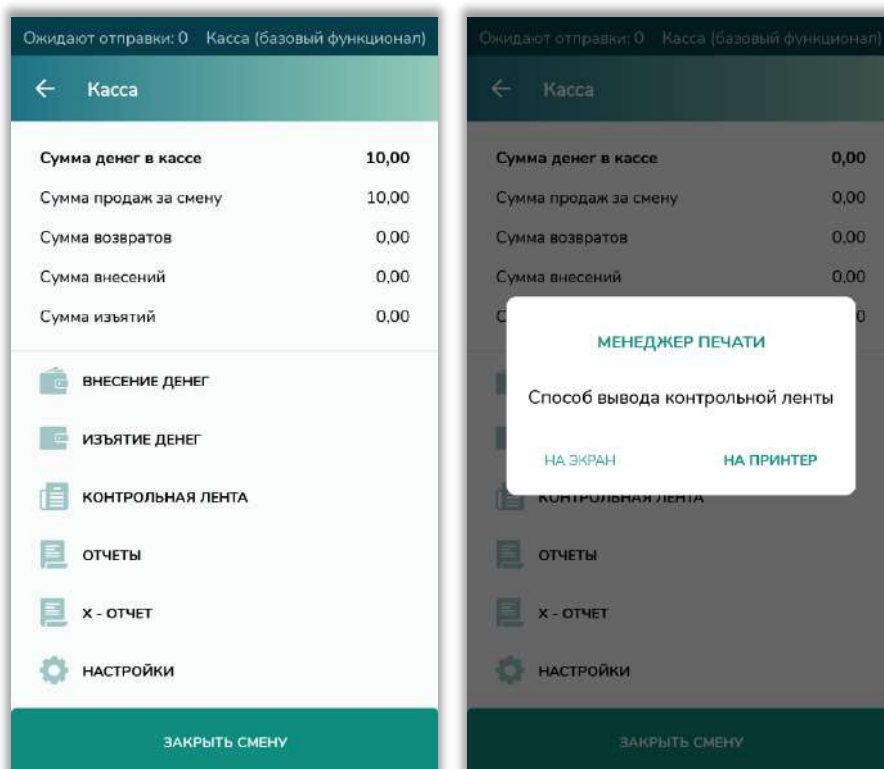 Ожидают отправки: 0 Касса (базовый функционал)
← Касса
Сумма денег в кассе 10,00
Сумма продаж за смену 10,00
Сумма возвратов 0,00
Сумма внесений 0,00
Сумма изъятий 0,00
ВНЕСЕНИЕ ДЕНЕГ
ИЗЪЯТИЕ ДЕНЕГ
КОНТРОЛЬНАЯ ЛЕНТА
ОТЧЕТЫ
X - ОТЧЕТ
НАСТРОЙКИ
ЗАКРЫТЬ СМЕНУ
Ожидают отправки: 0 Касса (базовый функционал)
← Касса
Сумма денег в кассе 0,00
Сумма продаж за смену 0,00
Сумма возвратов 0,00
Сумма внесений 0,00
МЕНЕДЖЕР ПЕЧАТИ
Способ вывода контрольной ленты
НА ЭКРАН НА ПРИНТЕР
КОНТРОЛЬНАЯ ЛЕНТА
ОТЧЕТЫ
X - ОТЧЕТ
НАСТРОЙКИ
ЗАКРЫТЬ СМЕНУ